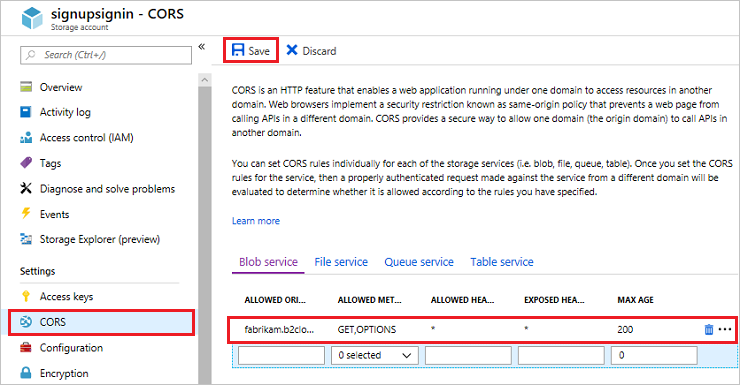 signupsignin - CORS
Storage account
Search (Ctrl+/)
«
Overview
Activity log
Access control (IAM)
Tags
Diagnose and solve problems
Events
Storage Explorer (preview)
Settings
Access keys
CORS
Configuration
Encryption
Save
Discard
CORS is an HTTP feature that enables a web application running under one domain to access resources in another
domain. Web browsers implement a security restriction known as same-origin policy that prevents a web page from
calling APIs in a different domain. CORS provides a secure way to allow one domain (the origin domain) to call APIs in
another domain.
You can set CORS rules individually for each of the storage services (i.e. blob, file, queue, table). Once you set the CORS
rules for the service, then a properly authenticated request made against the service from a different domain will be
evaluated to determine whether it is allowed according to the rules you have specified.
Learn more
Blob service File service Queue service Table service
ALLOWED ORI... ALLOWED MET... ALLOWED HEA... EXPOSED HEA... MAX AGE
fabrikam.b2clo... GET,OPTIONS * * 200
0 selected 0